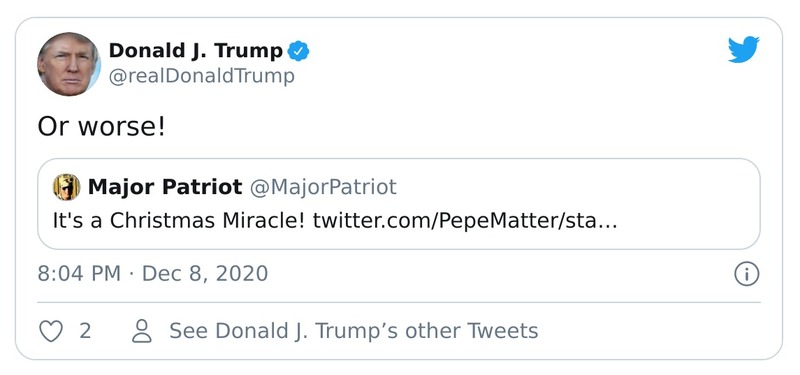 Donald J. Trump
@realDonaldTrump
Or worse!
Major Patriot @MajorPatriot
It's a Christmas Miracle! twitter.com/PepeMatter/sta…
8:04 PM · Dec 8, 2020
2 See Donald J. Trump’s other Tweets